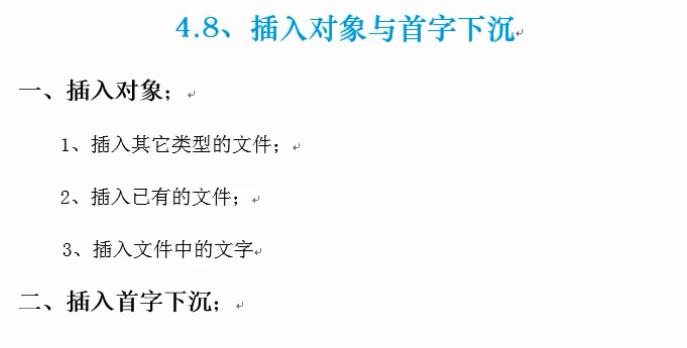 4.8、插入对象与首字下沉
一、插入对象；
1、插入其它类型的文件；
2、插入已有的文件；
3、插入文件中的文字
二、插入首字下沉；